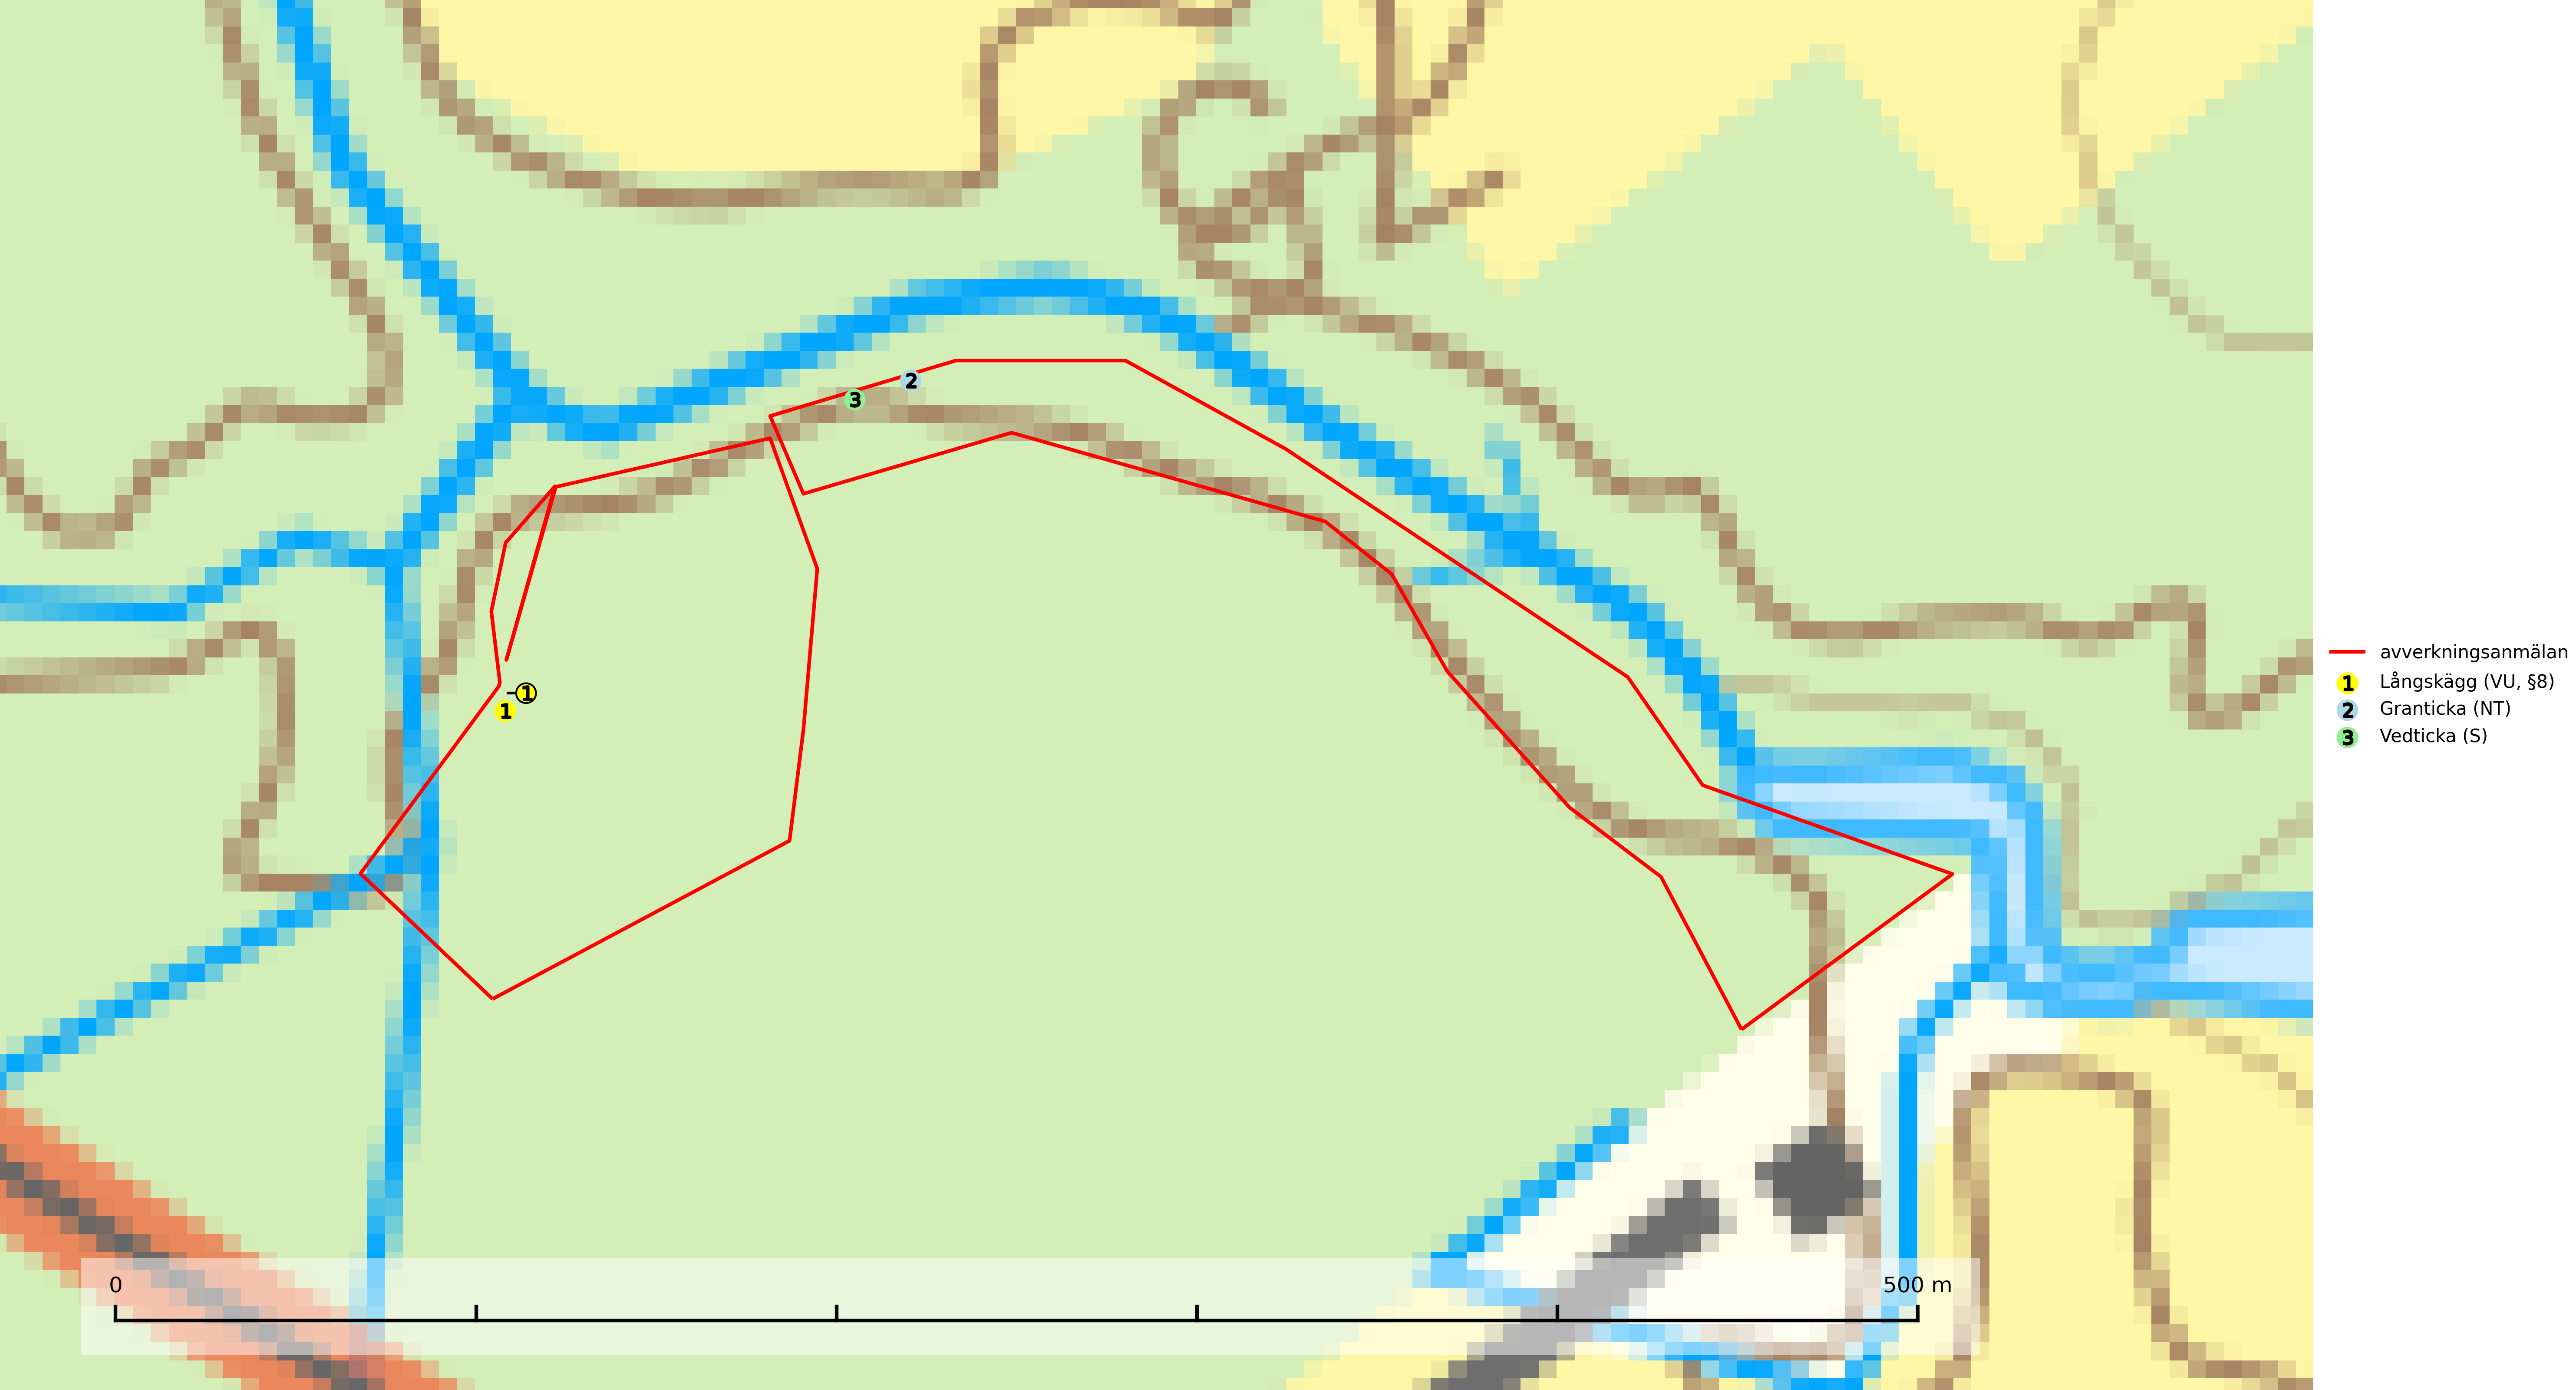 2
3
1
1
avverkningsanmälan
1 Långskägg (VU, §8)
2 Granticka (NT)
3 Vedticka (S)
0 500 m